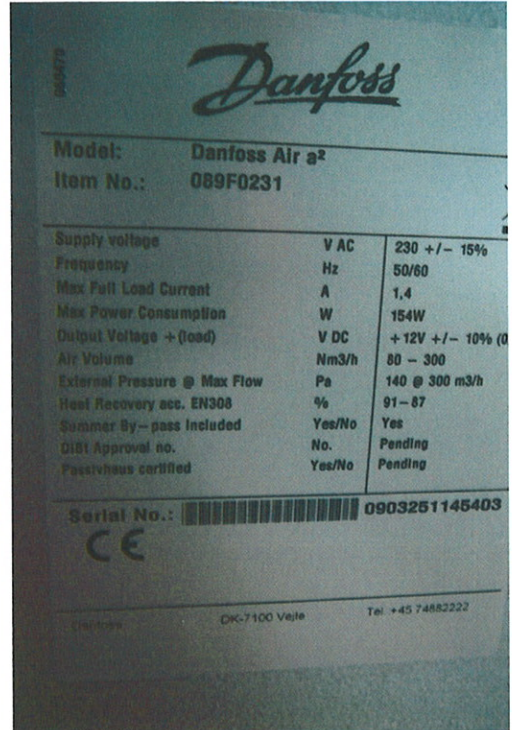 Danfoss
Model: Danfoss Air a²
Item No.: 089F0231
Supply voltage V AC 230 +/- 15%
Frequency Hz 50/60
Max Full Load Current A 1,4
Max Power Consumption W 154W
Output Voltage + (load) V DC +12V +/- 10% (0
Air Volume Nm3/h 80 - 300
External Pressure @ Max Flow Pa 140 @ 300 m3/h
Heat Recovery acc. EN308 % 91-87
Summer By-pass included Yes/No Yes
DIBt Approval no. No. Pending
Passivhaus certified Yes/No Pending
Serial No.: 0903251145403
CE
Danfoss DK-7100 Vejle Tel. +45 74882222